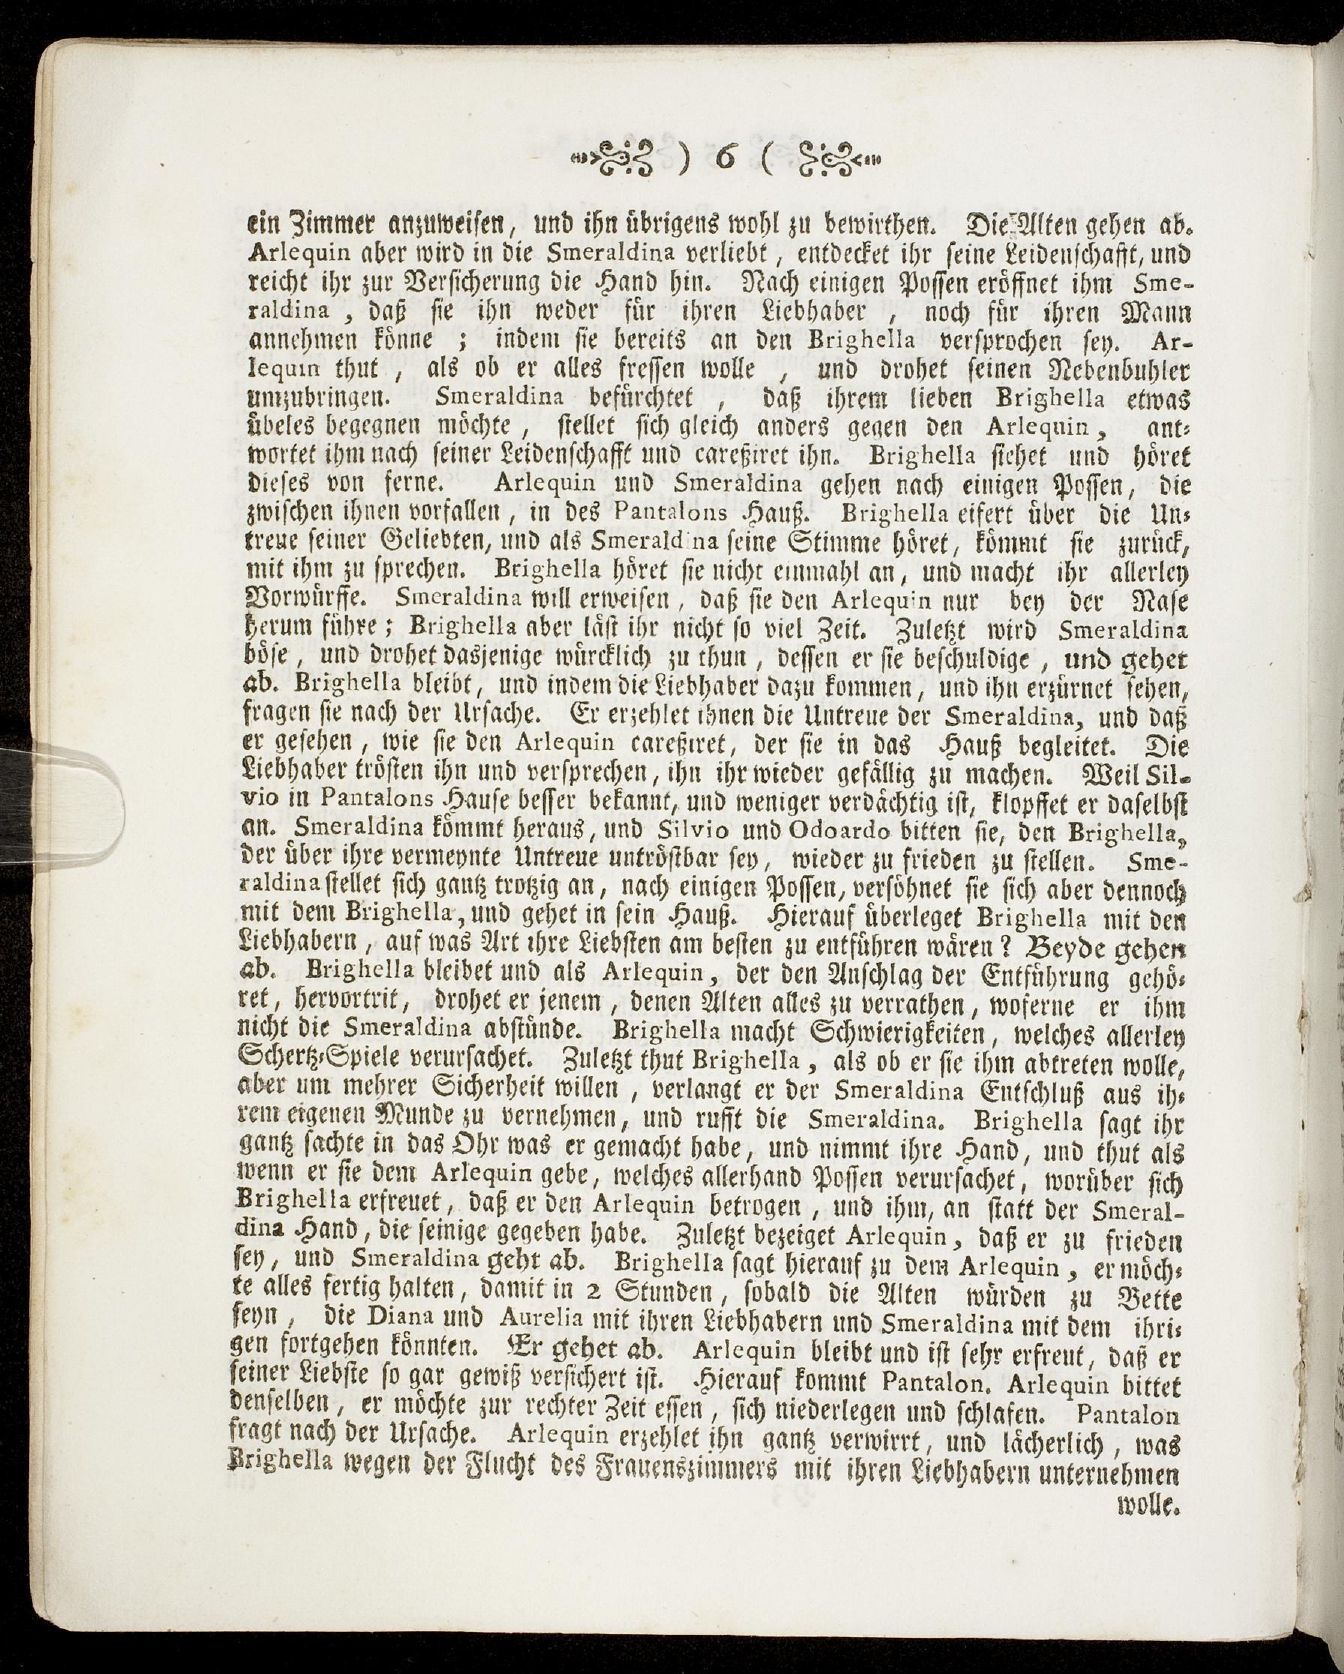 ) 6 (
ein Zimmer anzuweisen, und ihn übrigens wohl zu bewirthen. Die Alten gehen ab.
Arlequin aber wird in die Smeraldina verliebt, entdecket ihr seine Leidenschafft, und
reicht ihr zur Versicherung die Hand hin. Nach einigen Possen eröffnet ihm Sme-
raldina, daß sie ihn weder für ihren Liebhaber, noch für ihren Mann
annehmen könne; indem sie bereits an den Brighella versprochen sey. Ar-
lequin thut, als ob er alles fressen wolle, und drohet seinen Nebenbuhler
umzubringen. Smeraldina befürchtet, daß ihrem lieben Brighella etwas
übeles begegnen möchte, stellet sich gleich anders gegen den Arlequin, ant-
wortet ihm nach seiner Leidenschafft und careßiret ihn. Brighella siehet und höret
dieses von ferne. Arlequin und Smeraldina gehen nach einigen Possen, die
zwischen ihnen vorfallen, in des Pantalons Hauß. Brighella eifert über die Un-
treue seiner Geliebten, und als Smeraldina seine Stimme höret, kömmt sie zurück,
mit ihm zu sprechen. Brighella höret sie nicht einmahl an, und macht ihr allerley
Vorwürffe. Smeraldina will erweisen, daß sie den Arlequin nur bey der Nase
herum führe; Brighella aber läst ihr nicht so viel Zeit. Zuletzt wird Smeraldina
böse, und drohet dasjenige würcklich zu thun, dessen er sie beschuldige, und gehet
ab. Brighella bleibt, und indem die Liebhaber dazu kommen, und ihn erzürnet sehen,
fragen sie nach der Ursache. Er erzehlet ihnen die Untreue der Smeraldina, und daß
er gesehen, wie sie den Arlequin careßiret, der sie in das Hauß begleitet. Die
Liebhaber trösten ihn und versprechen, ihn ihr wieder gefällig zu machen. Weil Sil-
vio in Pantalons Hause besser bekannt, und weniger verdächtig ist, klopffet er daselbst
an. Smeraldina kömmt heraus, und Silvio und Odoardo bitten sie, den Brighella,
der über ihre vermeynte Untreue untröstbar sey, wieder zu frieden zu stellen. Sme-
raldina stellet sich gantz trotzig an, nach einigen Possen, versöhnet sie sich aber dennoch
mit dem Brighella, und gehet in sein Hauß. Hierauf überleget Brighella mit den
Liebhabern, auf was Art ihre Liebsten am besten zu entführen wären? Beyde gehen
ab. Brighella bleibet und als Arlequin, der den Anschlag der Entführung gehö-
ret, hervortrit, drohet er jenem, denen Alten alles zu verrathen, woferne er ihm
nicht die Smeraldina abstünde. Brighella macht Schwierigkeiten, welches allerley
Schertz-Spiele verursachet. Zuletzt thut Brighella, als ob er sie ihm abtreten wolle,
aber um mehrer Sicherheit willen, verlangt er der Smeraldina Entschluß aus ih-
rem eigenen Munde zu vernehmen, und rufft die Smeraldina. Brighella sagt ihr
gantz sachte in das Ohr was er gemacht habe, und nimmt ihre Hand, und thut als
wenn er sie dem Arlequin gebe, welches allerhand Possen verursachet, worüber sich
Brighella erfreuet, daß er den Arlequin betrogen, und ihm, an statt der Smeral-
dina Hand, die seinige gegeben habe. Zuletzt bezeiget Arlequin, daß er zu frieden
sey, und Smeraldina geht ab. Brighella sagt hierauf zu dem Arlequin, er möch-
te alles fertig halten, damit in 2 Stunden, sobald die Alten würden zu Bette
seyn, die Diana und Aurelia mit ihren Liebhabern und Smeraldina mit dem ihri-
gen fortgehen könnten. Er gehet ab. Arlequin bleibt und ist sehr erfreut, daß er
seiner Liebste so gar gewiß versichert ist. Hierauf kommt Pantalon. Arlequin bittet
denselben, er möchte zur rechter Zeit essen, sich niederlegen und schlafen. Pantalon
fragt nach der Ursache. Arlequin erzehlet ihn gantz verwirrt, und lächerlich, was
Brighella wegen der Flucht des Frauenszimmers mit ihren Liebhabern unternehmen
wolle.